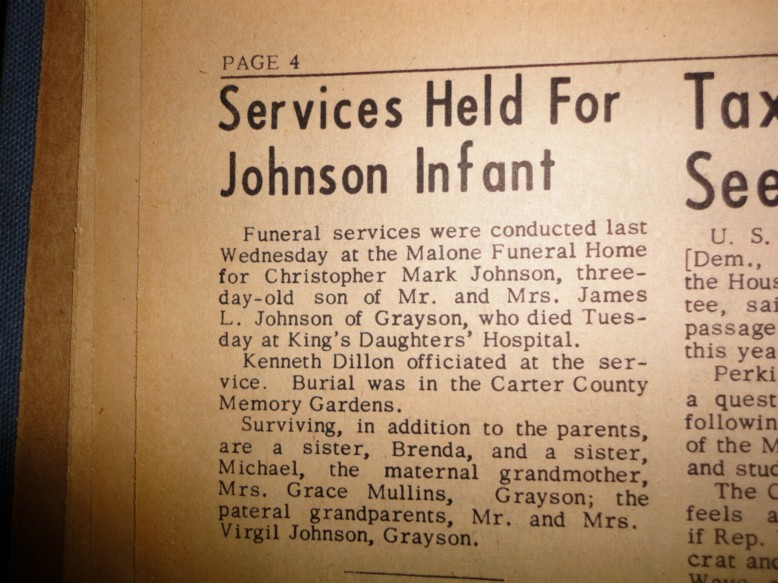 PAGE 4
Services Held For
Johnson Infant
Funeral services were conducted last
Wednesday at the Malone Funeral Home
for Christopher Mark Johnson, three-
day-old son of Mr. and Mrs. James
L. Johnson of Grayson, who died Tues-
day at King's Daughters' Hospital.
Kenneth Dillon officiated at the ser-
vice. Burial was in the Carter County
Memory Gardens.
Surviving, in addition to the parents,
are a sister, Brenda, and a sister,
Michael, the maternal grandmother,
Mrs. Grace Mullins, Grayson; the
pateral grandparents, Mr. and Mrs.
Virgil Johnson, Grayson.
Tax
See
U. S.
[Dem.,
the Hous
tee, sai
passage
this yea
Perki
a quest
followin
of the M
and stud
The C
feels a
if Rep.
crat and